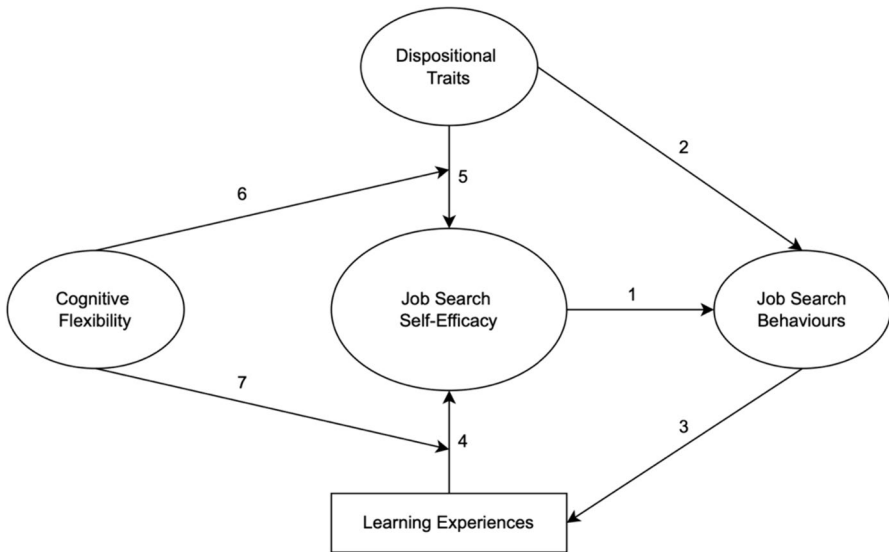 Dispositional
Traits
2
5
6
Cognitive
Flexibility
Job Search
Self-Efficacy
1
Job Search
Behaviours
7
4
3
Learning Experiences